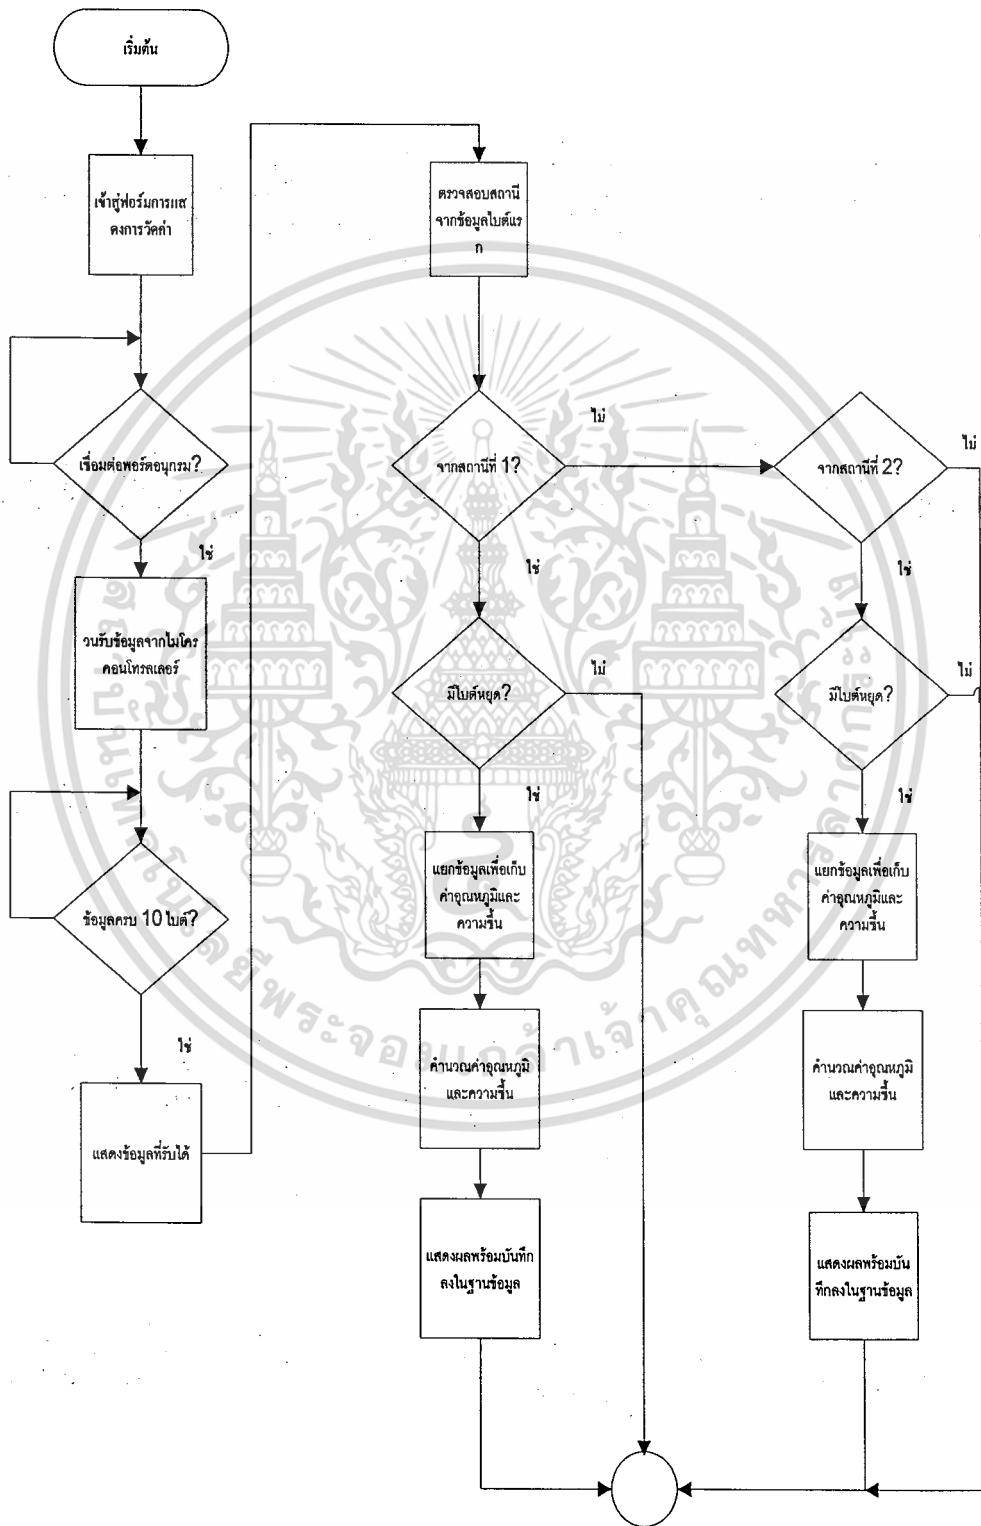 เริ่มต้น
เข้าสู่ฟอร์มการแส
ดงการวัดค่า
เชื่อมต่อพอร์ตอนุกรม?
ใช่
วนรับข้อมูลจากไมโคร
คอนโทรลเลอร์
ข้อมูลครบ 10 ไบต์?
ใช่
แสดงข้อมูลที่รับได้
ตรวจสอบสถานี
จากข้อมูลไบต์แร
ก
จากสถานีที่ 1?
ไม่
ใช่
มีไบต์หยุด?
ไม่
ใช่
แยกข้อมูลเพื่อเก็บ
ค่าอุณหภูมิและ
ความชื้น
คำนวณค่าอุณหภูมิ
และความชื้น
แสดงผลพร้อมบันทึก
ลงในฐานข้อมูล
จากสถานีที่ 2?
ไม่
ใช่
มีไบต์หยุด?
ไม่
ใช่
แยกข้อมูลเพื่อเก็บ
ค่าอุณหภูมิและ
ความชื้น
คำนวณค่าอุณหภูมิ
และความชื้น
แสดงผลพร้อมบัน
ทึกลงในฐานข้อมูล